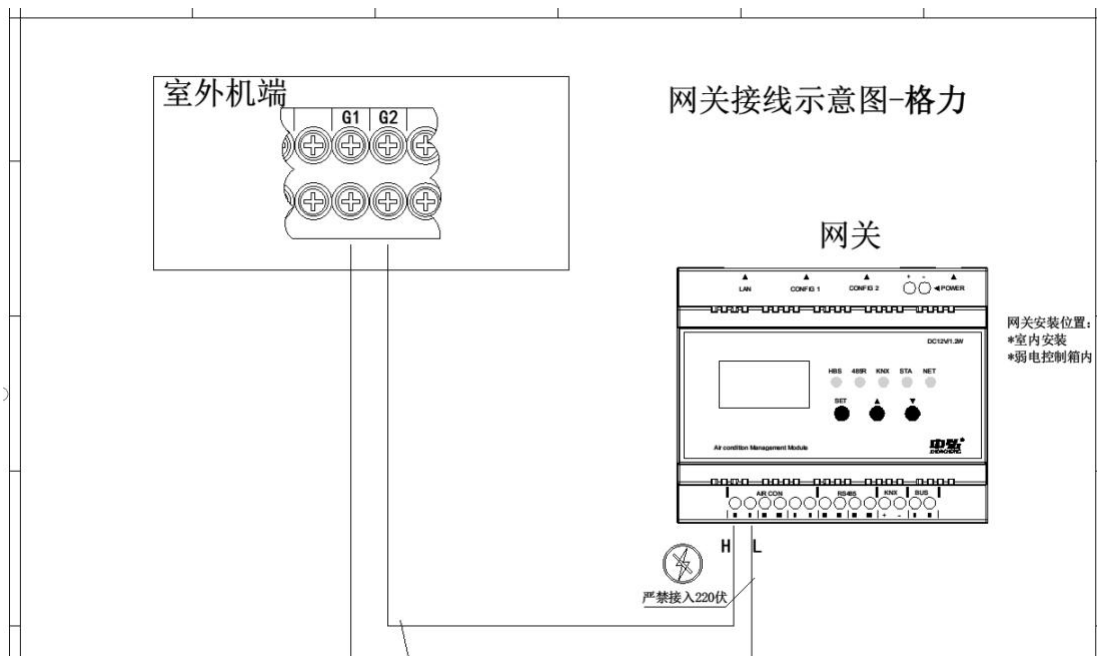 室外机端
G1 G2
网关接线示意图-格力
网关
LAN CONFIG 1 CONFIG 2 + - POWER
网关安装位置:
*室内安装
*弱电控制箱内
DC12V/1.2W
HBS 485R KNX STA NET
SET
Air condition Management Module
中弘
AIR CON RS485 KNX BUS
+ -
H L
严禁接入220伏